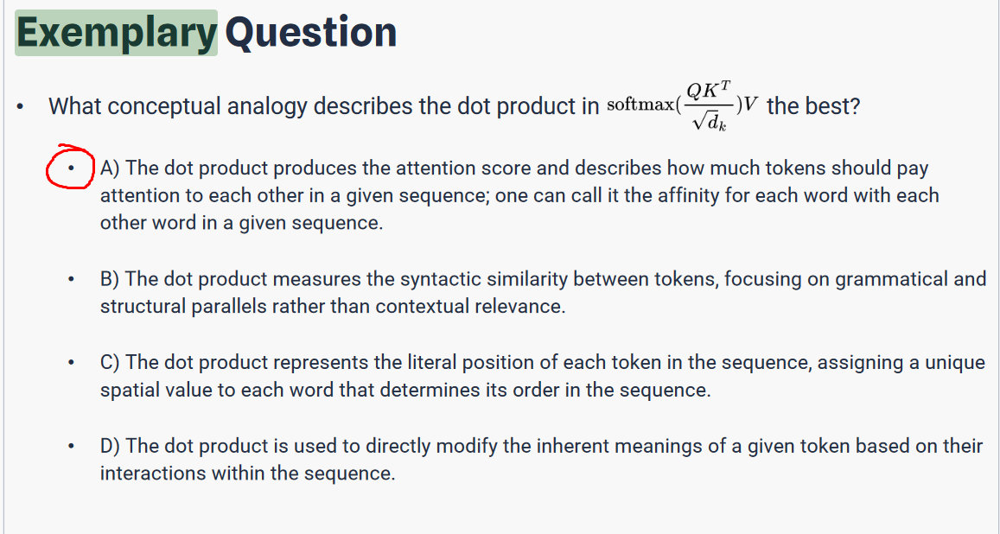 Exemplary Question
• What conceptual analogy describes the dot product in softmax(QK^T/√d_k)V the best?
• A) The dot product produces the attention score and describes how much tokens should pay
attention to each other in a given sequence; one can call it the affinity for each word with each
other word in a given sequence.
• B) The dot product measures the syntactic similarity between tokens, focusing on grammatical and
structural parallels rather than contextual relevance.
• C) The dot product represents the literal position of each token in the sequence, assigning a unique
spatial value to each word that determines its order in the sequence.
• D) The dot product is used to directly modify the inherent meanings of a given token based on their
interactions within the sequence.